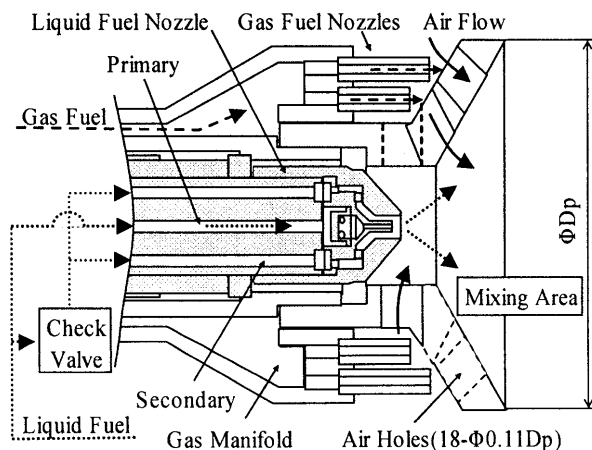 Liquid Fuel Nozzle
Gas Fuel Nozzles
Air Flow
Primary
Gas Fuel
ΦDp
Mixing Area
Check
Valve
Secondary
Liquid Fuel
Gas Manifold
Air Holes(18-Φ0.11Dp)